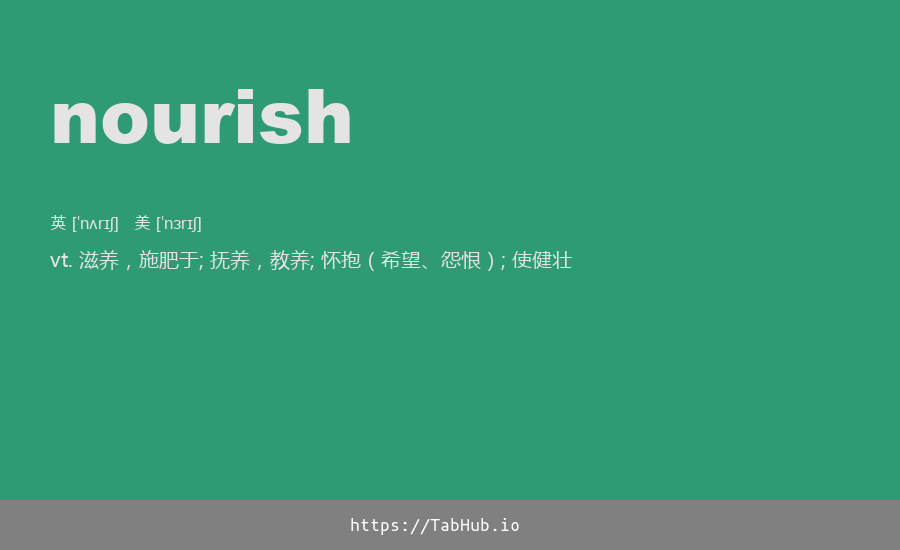 nourish
英 [ˈnʌrɪʃ] 美 [ˈnɜrɪʃ]
vt. 滋养，施肥于; 抚养，教养; 怀抱（希望、怨恨）; 使健壮
https://TabHub.io